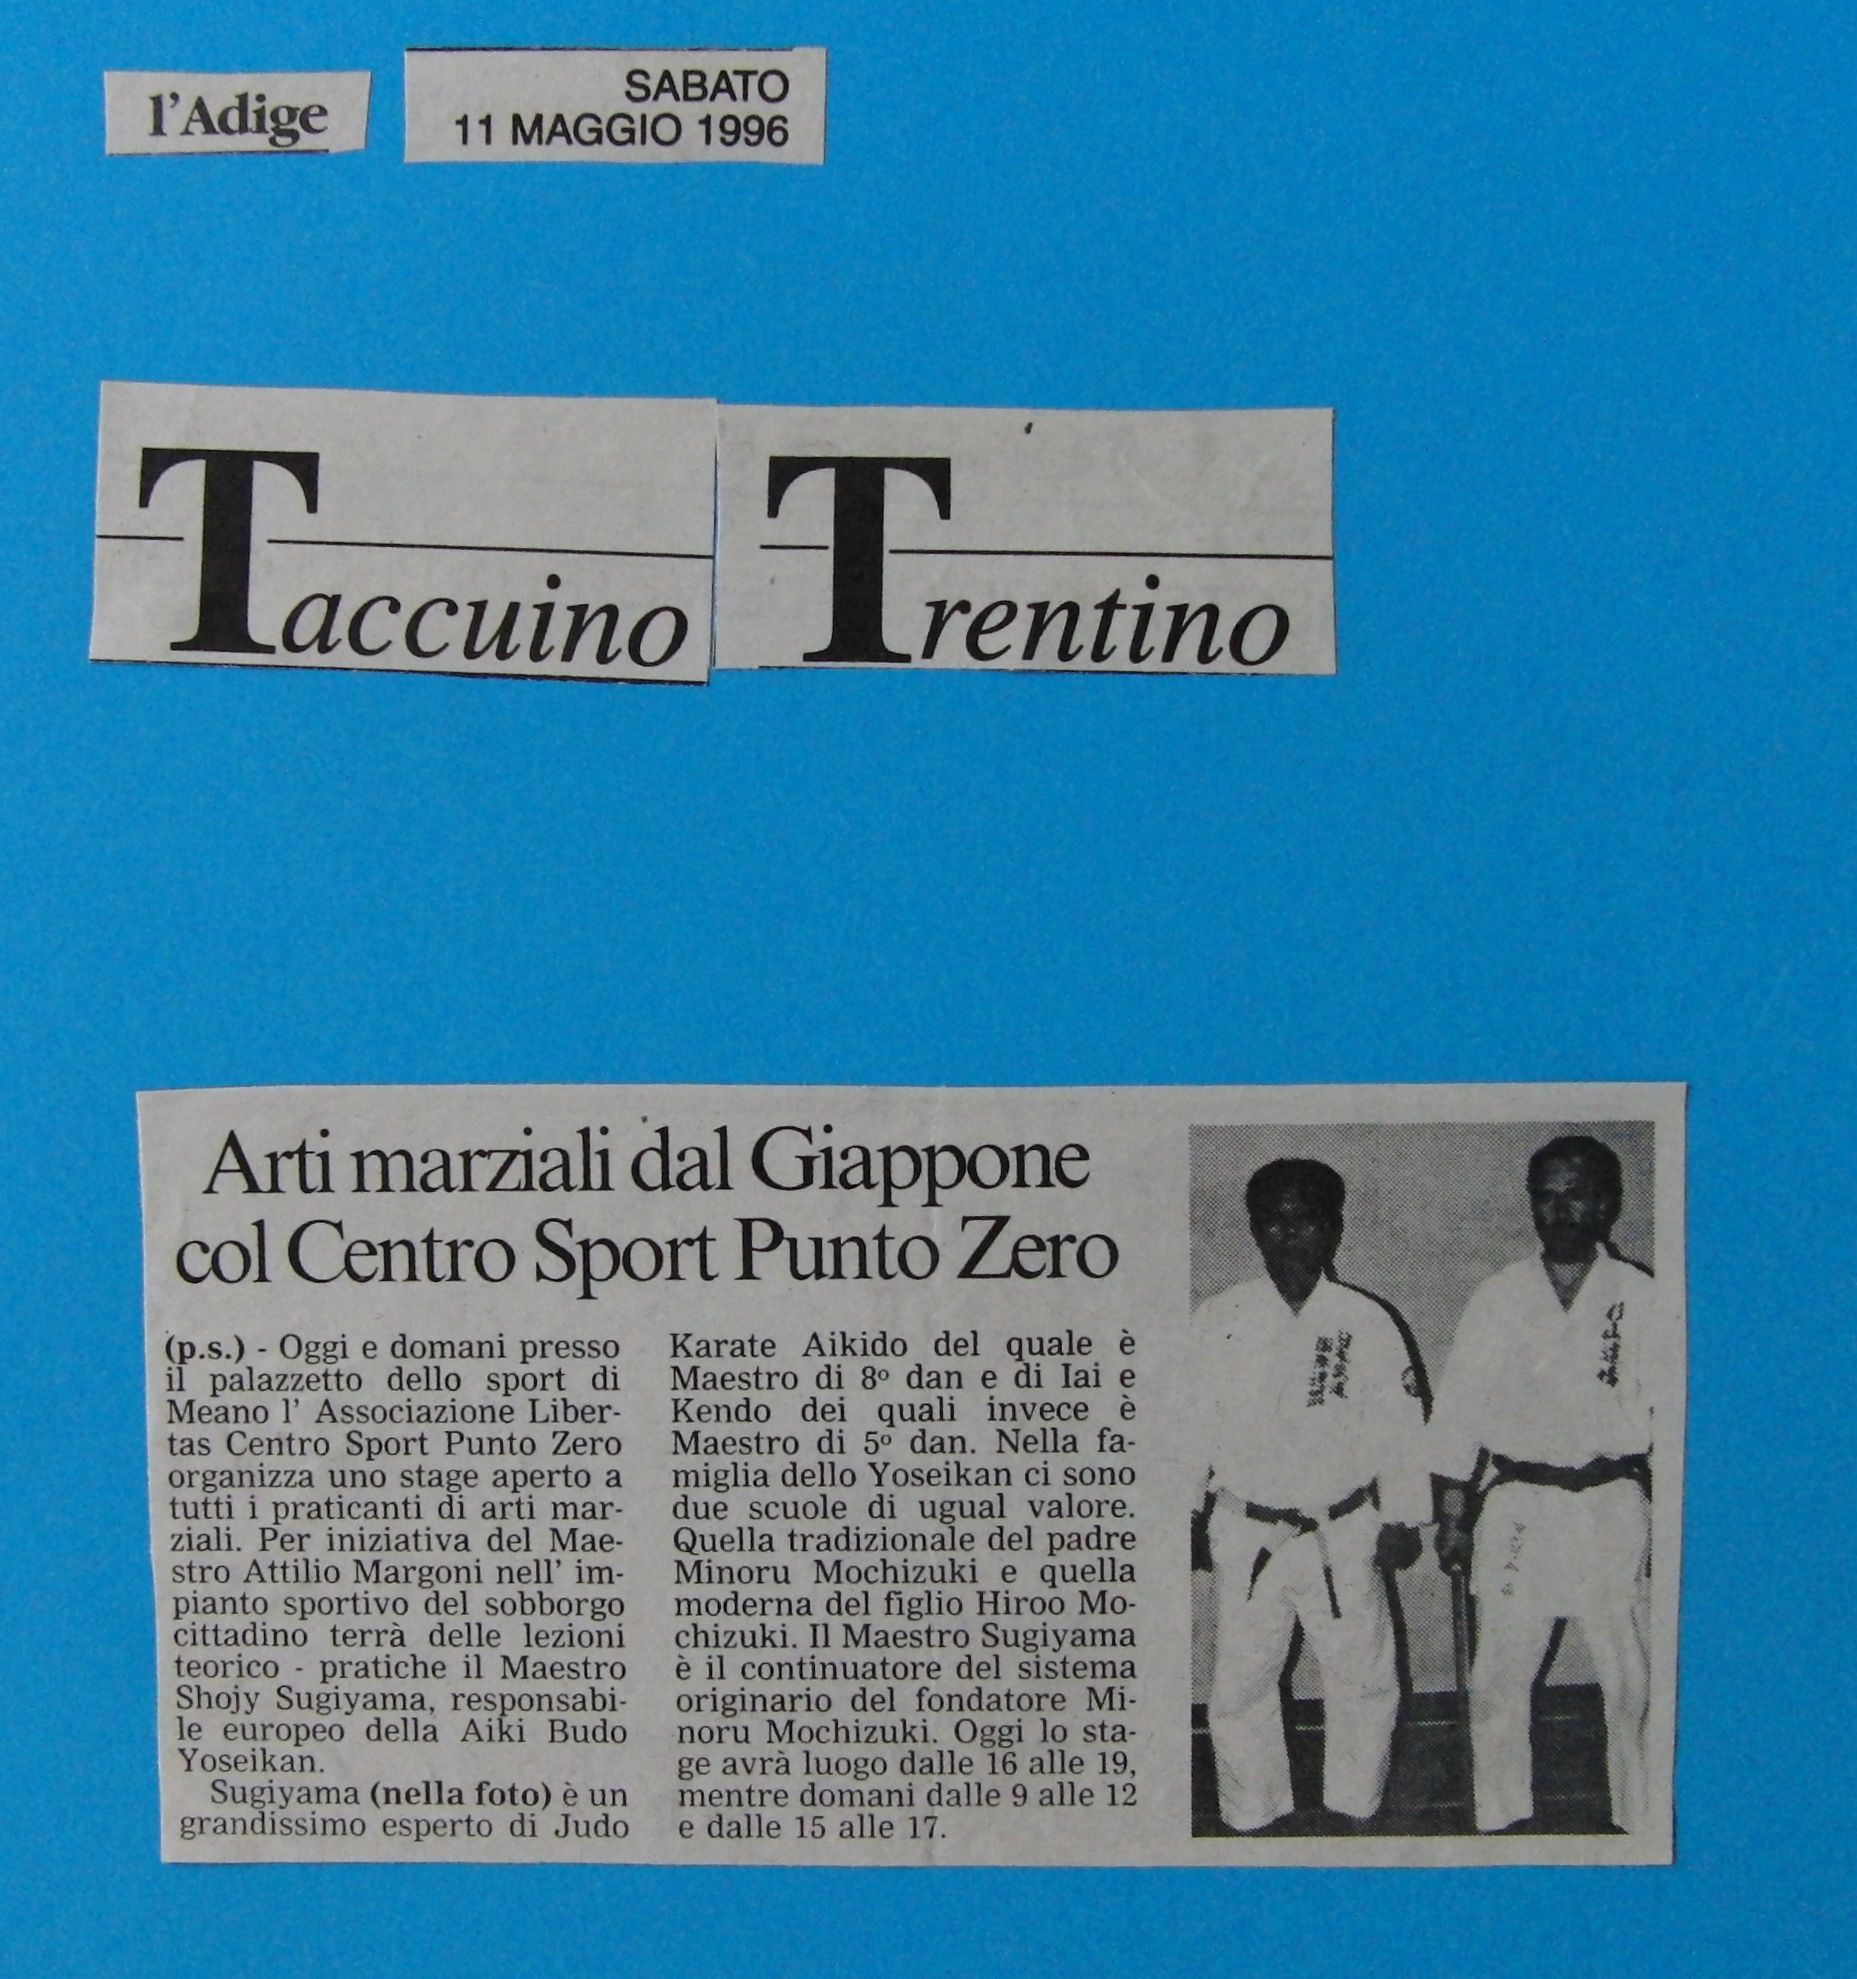 l'Adige
SABATO
11 MAGGIO 1996
Taccuino
Trentino
Arti marziali dal Giappone
col Centro Sport Punto Zero
(p.s.) - Oggi e domani presso
il palazzetto dello sport di
Meano l' Associazione Liber-
tas Centro Sport Punto Zero
organizza uno stage aperto a
tutti i praticanti di arti mar-
ziali. Per iniziativa del Mae-
stro Attilio Margoni nell' im-
pianto sportivo del sobborgo
cittadino terrà delle lezioni
teorico - pratiche il Maestro
Shojy Sugiyama, responsabi-
le europeo della Aiki Budo
Yoseikan.
Sugiyama (nella foto) è un
grandissimo esperto di Judo
Karate Aikido del quale è
Maestro di 8º dan e di Iai e
Kendo dei quali invece è
Maestro di 5º dan. Nella fa-
miglia dello Yoseikan ci sono
due scuole di ugual valore.
Quella tradizionale del padre
Minoru Mochizuki e quella
moderna del figlio Hiroo Mo-
chizuki. Il Maestro Sugiyama
è il continuatore del sistema
originario del fondatore Mi-
noru Mochizuki. Oggi lo sta-
ge avrà luogo dalle 16 alle 19,
mentre domani dalle 9 alle 12
e dalle 15 alle 17.